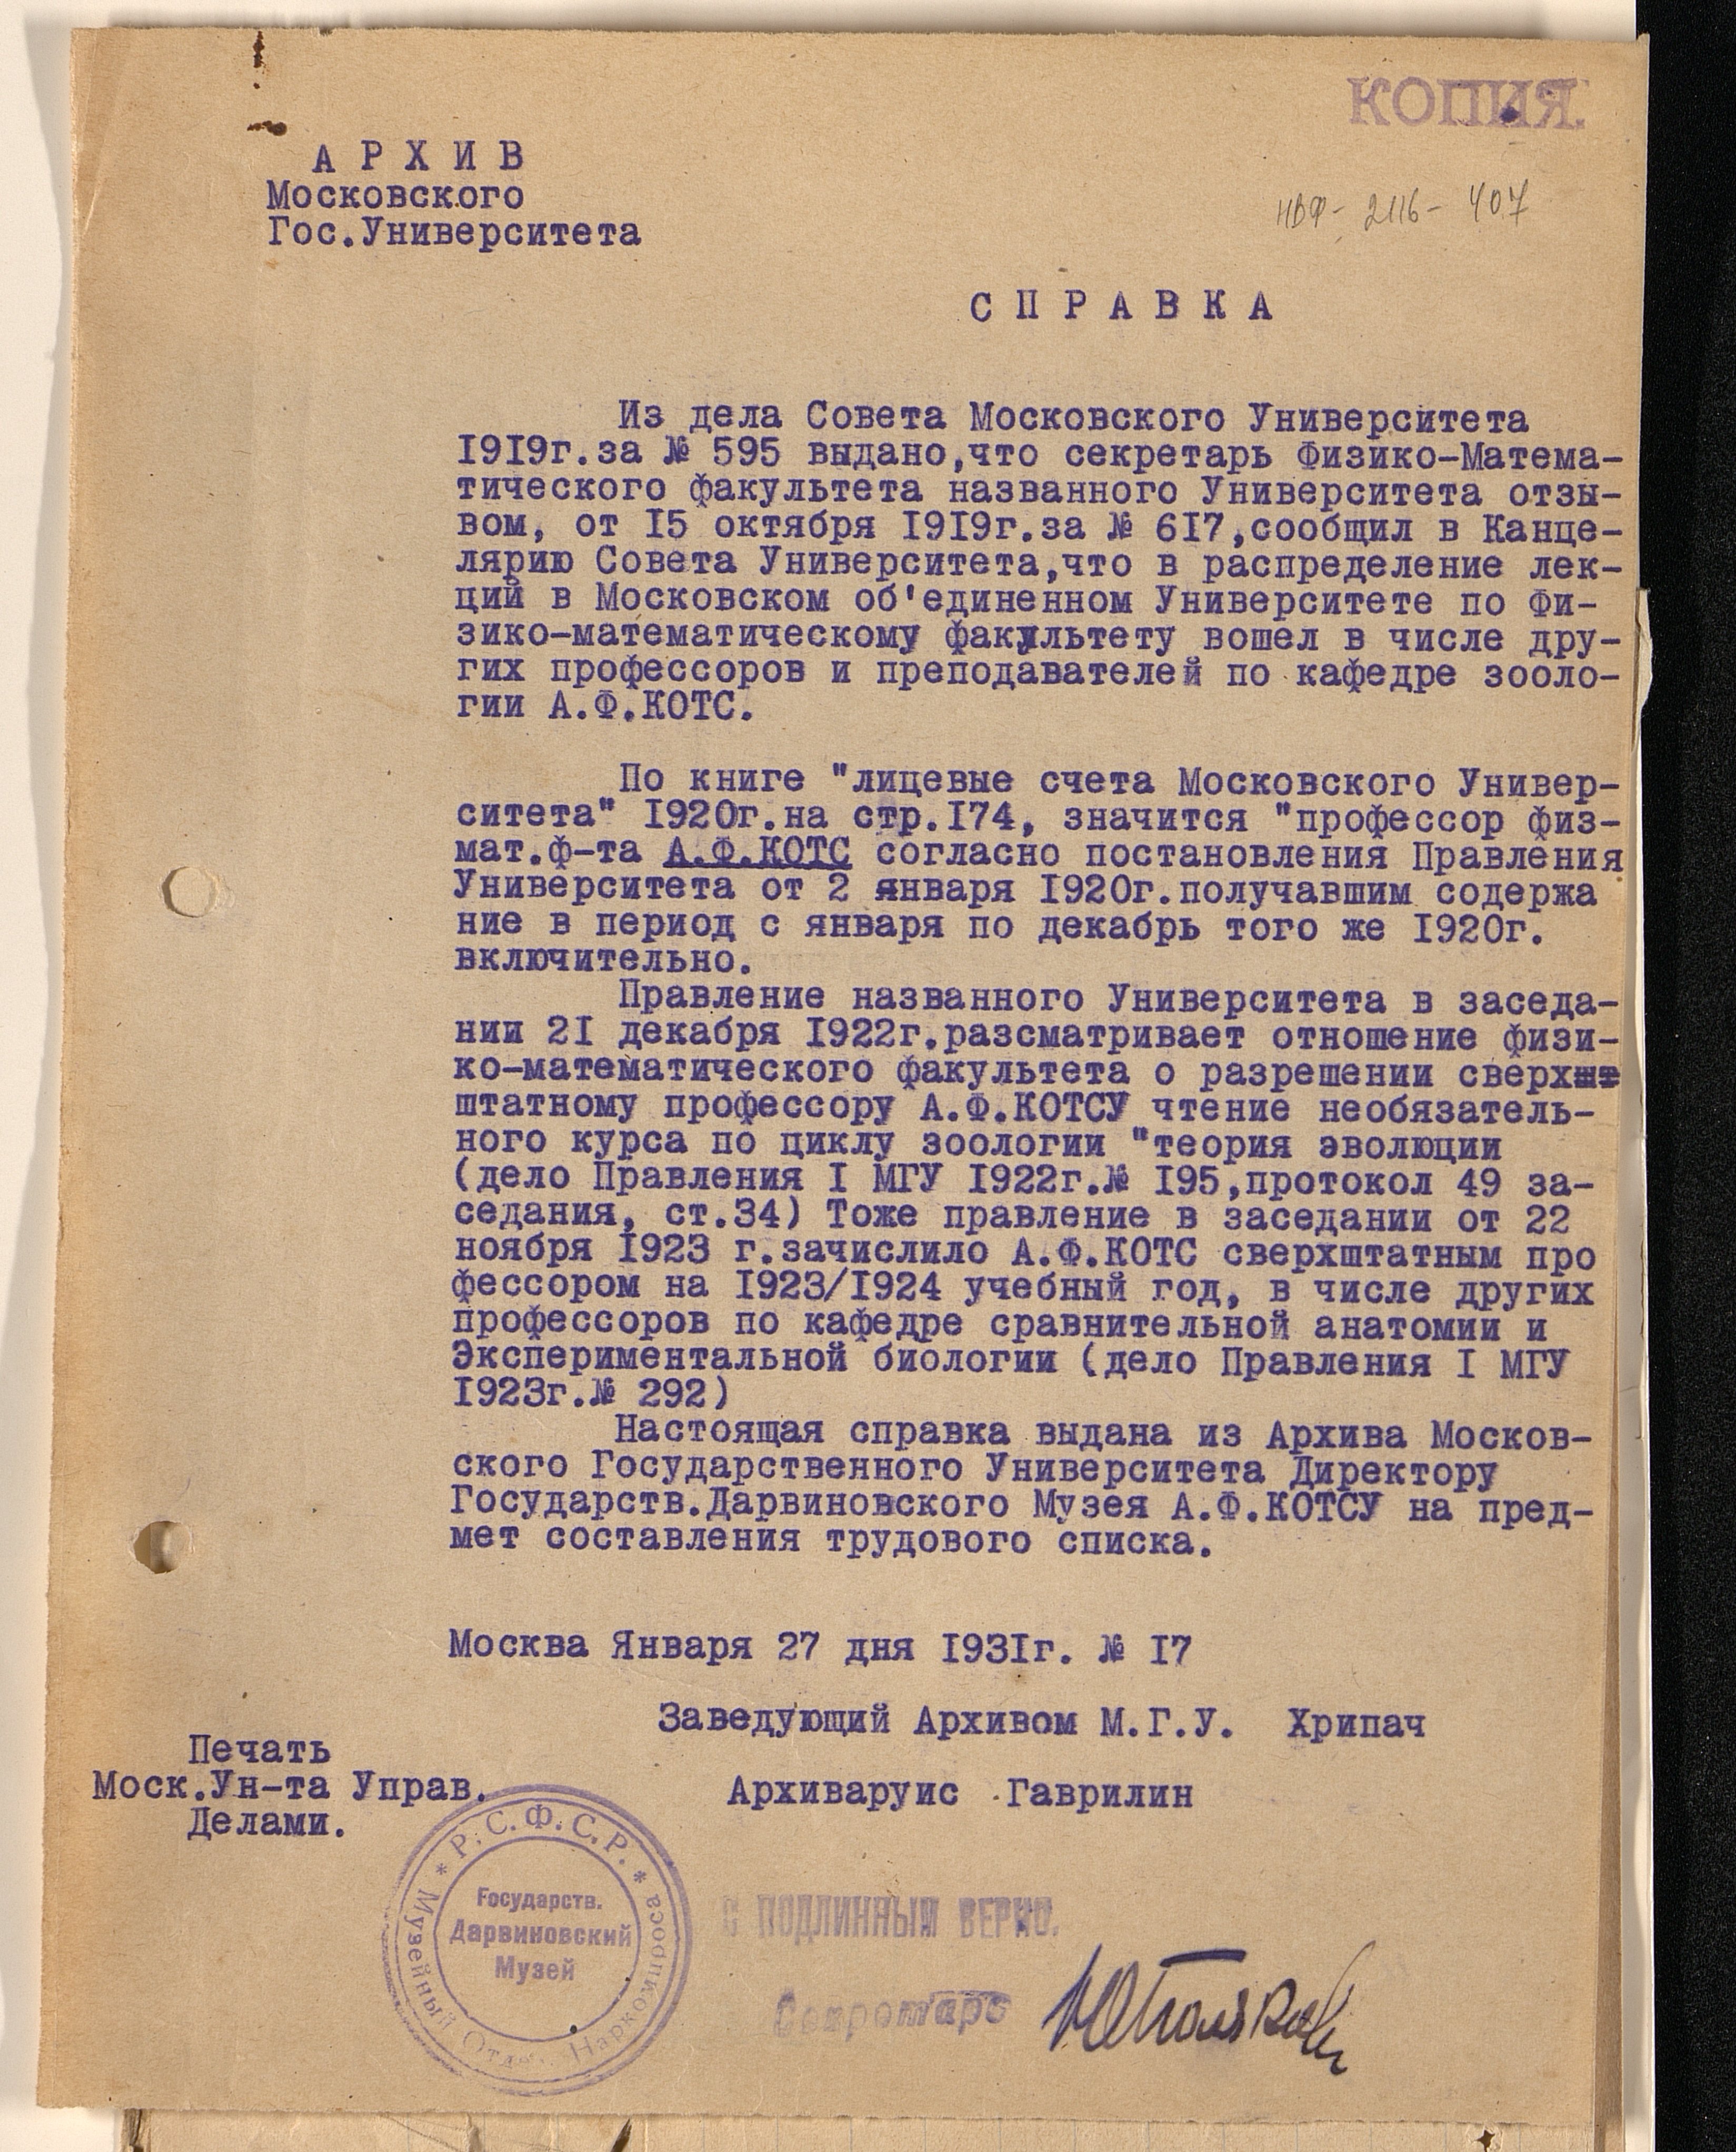 КОПИЯ.
НВФ- 2116- 407
А Р Х И В
Московского
Гос.Университета
С П Р А В К А
Из дела Совета Московского Университета
1919г.за № 595 выдано,что секретарь Физико-Матема-
тического факультета названного Университета отзы-
вом, от 15 октября 1919г.за № 617,сообщил в Канце-
лярию Совета Университета,что в распределение лек-
ций в Московском об'единенном Университете по Фи-
зико-математическому факультету вошел в числе дру-
гих профессоров и преподавателей по кафедре зооло-
гии А.Ф.КОТС.
По книге "лицевые счета Московского Универ-
ситета" 1920г.на стр.174, значится "профессор физ-
мат.ф-та А.Ф.КОТС согласно постановления Правления
Университета от 2 января 1920г.получавшим содержа
ние в период с января по декабрь того же 1920г.
включительно.
Правление названного Университета в заседа-
нии 21 декабря 1922г.разсматривает отношение физи-
ко-математического факультета о разрешении сверхшт
штатному профессору А.Ф.КОТСУ чтение необязатель-
ного курса по циклу зоологии "теория эволюции
(дело Правления I МГУ 1922г.№ 195,протокол 49 за-
седания, ст.34) Тоже правление в заседании от 22
ноября 1923 г.зачислило А.Ф.КОТС сверхштатным про
фессором на 1923/1924 учебный год, в числе других
профессоров по кафедре сравнительной анатомии и
Экспериментальной биологии (дело Правления I МГУ
1923г.№ 292)
Настоящая справка выдана из Архива Москов-
ского Государственного Университета Директору
Государств.Дарвиновского Музея А.Ф.КОТСУ на пред-
мет составления трудового списка.
Москва Января 27 дня 1931г. № 17
Заведующий Архивом М.Г.У. Хрипач
Печать
Моск.Ун-та Управ.
Делами.
Архиваруис Гаврилин
* Р.С.Ф.С.Р. *
Музейный Отдел Наркомпроса
Государств.
Дарвиновский
Музей
С ПОДЛИННЫМ ВЕРНО.
Секретарь